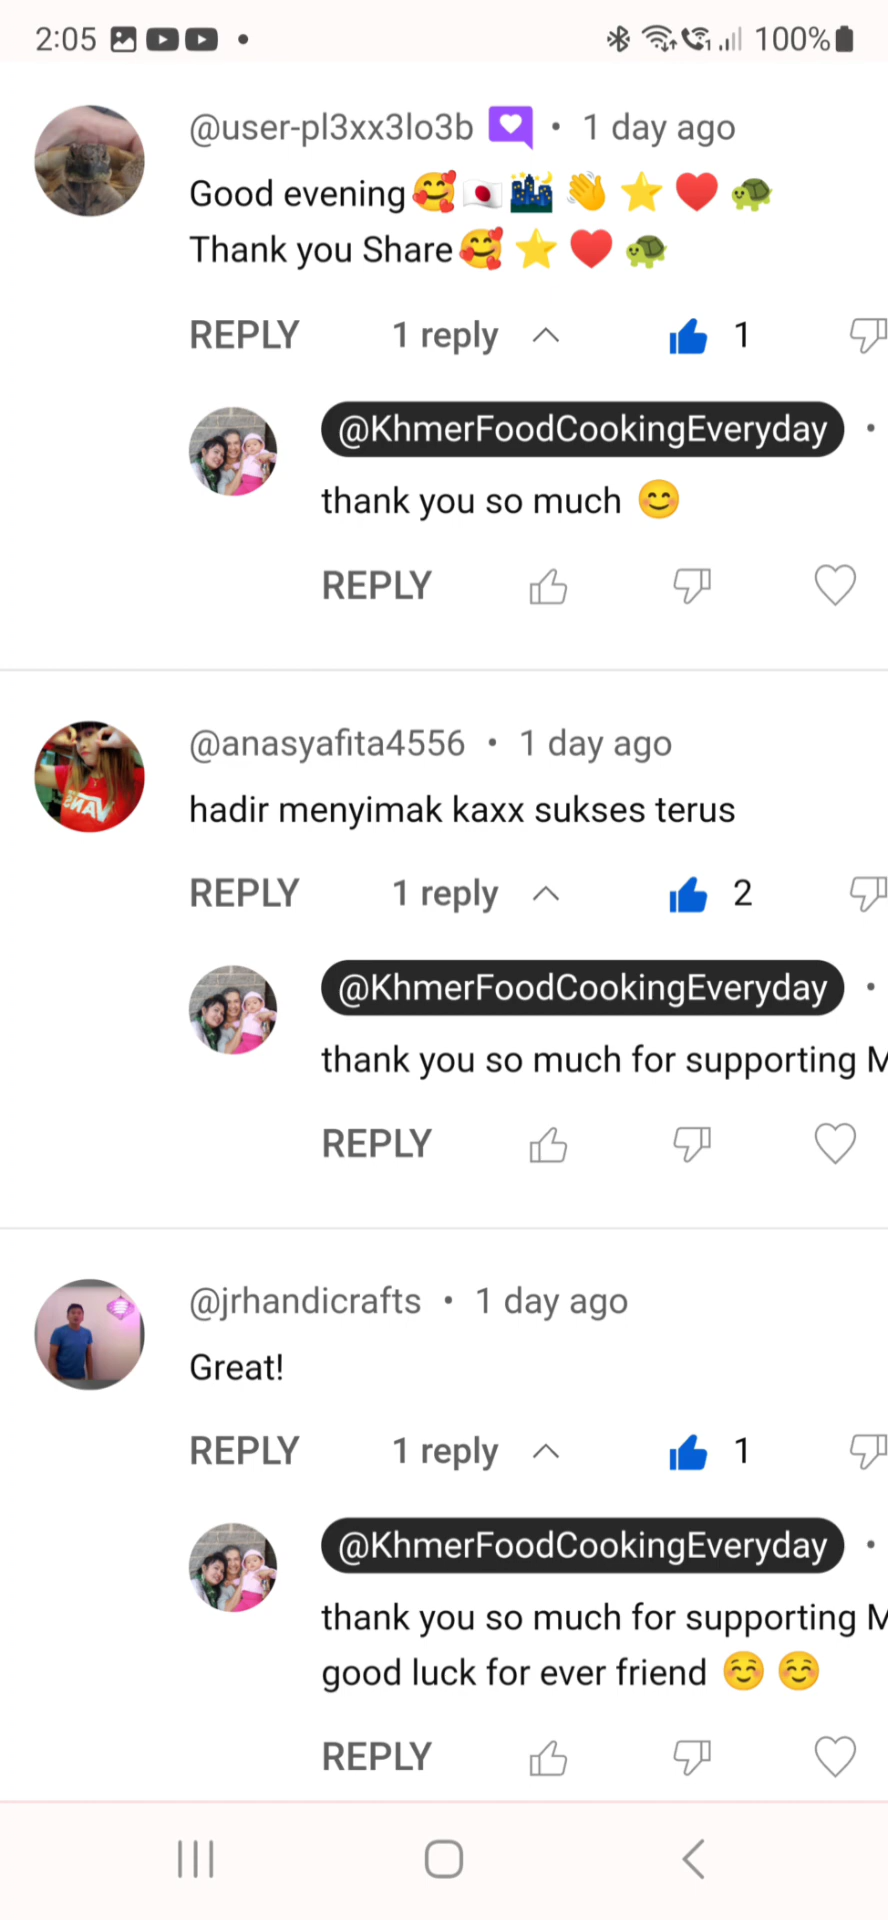 2:05 100%
@user-pl3xx3lo3b • 1 day ago
Good evening🥰🇯🇵🌃👋⭐❤️🐢
Thank you Share🥰⭐❤️🐢
REPLY 1 reply 1
@KhmerFoodCookingEveryday •
thank you so much 😊
REPLY
@anasyafita4556 • 1 day ago
hadir menyimak kaxx sukses terus
REPLY 1 reply 2
@KhmerFoodCookingEveryday •
thank you so much for supporting
REPLY
@jrhandicrafts • 1 day ago
Great!
REPLY 1 reply 1
@KhmerFoodCookingEveryday •
thank you so much for supporting
good luck for ever friend ☺️ ☺️
REPLY